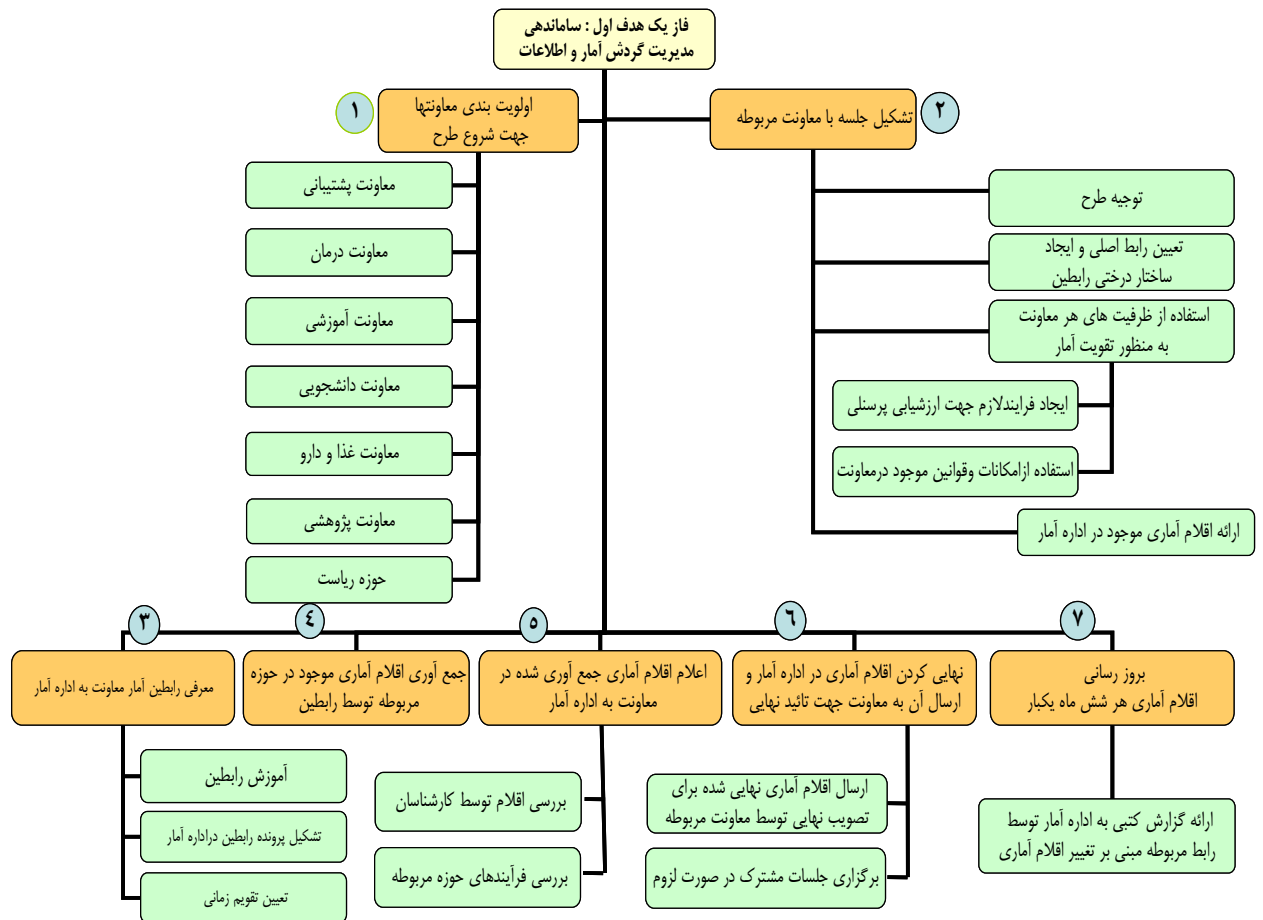 فاز یک هدف اول : ساماندهی
مدیریت گردش آمار و اطلاعات
۱
اولویت بندی معاونتها
جهت شروع طرح
معاونت پشتیبانی
معاونت درمان
معاونت آموزشی
معاونت دانشجویی
معاونت غذا و دارو
معاونت پژوهشی
حوزه ریاست
۲
تشکیل جلسه با معاونت مربوطه
توجیه طرح
تعیین رابط اصلی و ایجاد
ساختار درختی رابطین
استفاده از ظرفیت های هر معاونت
به منظور تقویت آمار
ایجاد فرایندلازم جهت ارزشیابی پرسنلی
استفاده ازامکانات وقوانین موجود درمعاونت
ارائه اقلام آماری موجود در اداره آمار
۳
معرفی رابطین آمار معاونت به اداره آمار
آموزش رابطین
تشکیل پرونده رابطین دراداره آمار
تعیین تقویم زمانی
٤
جمع آوری اقلام آماری موجود در حوزه
مربوطه توسط رابطین
٥
اعلام اقلام آماری جمع آوری شده در
معاونت به اداره آمار
بررسی اقلام توسط کارشناسان
بررسی فرآیندهای حوزه مربوطه
٦
نهایی کردن اقلام آماری در اداره آمار و
ارسال آن به معاونت جهت تائید نهایی
ارسال اقلام آماری نهایی شده برای
تصویب نهایی توسط معاونت مربوطه
برگزاری جلسات مشترک در صورت لزوم
۷
بروز رسانی
اقلام آماری هر شش ماه یکبار
ارائه گزارش کتبی به اداره آمار توسط
رابط مربوطه مبنی بر تغییر اقلام آماری